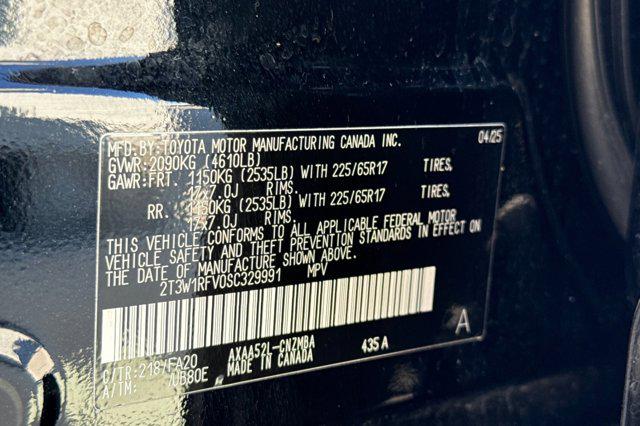 MFD.BY:TOYOTA MOTOR MANUFACTURING CANADA INC. 04/25
GVWR:2090KG (4610LB)
GAWR:FRT. 1150KG (2535LB) WITH 225/65R17 TIRES,
17x7.0J RIMS.
RR. 1150KG (2535LB) WITH 225/65R17 TIRES,
17x7.0J RIMS.
THIS VEHICLE CONFORMS TO ALL APPLICABLE FEDERAL MOTOR
VEHICLE SAFETY AND THEFT PREVENTION STANDARDS IN EFFECT ON
THE DATE OF MANUFACTURE SHOWN ABOVE.
2T3W1RFV0SC329991 MPV
A
C/TR:218/FA20 AXAA52L-CNZMBA 435A
A/TM: /UB80E MADE IN CANADA